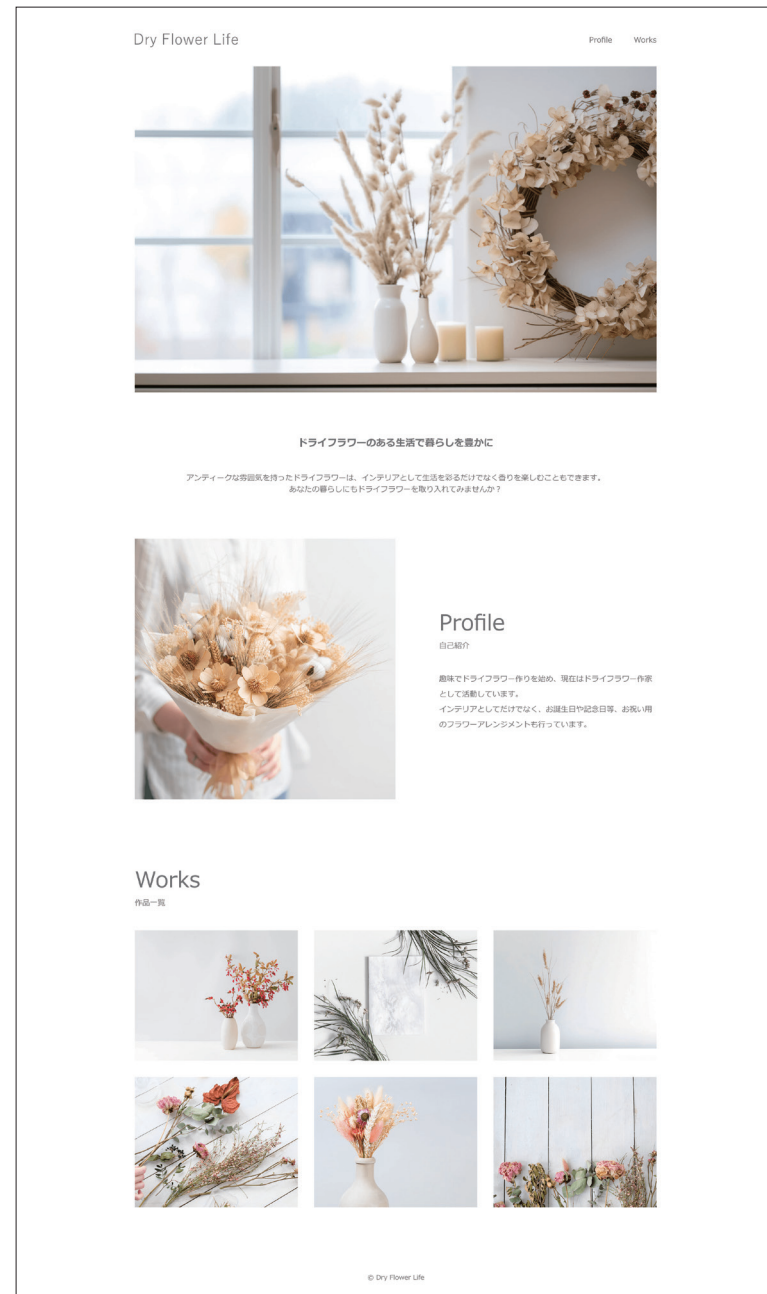 Dry Flower Life
Profile Works
ドライフラワーのある生活で暮らしを豊かに
アンティークな雰囲気を持ったドライフラワーは、インテリアとして生活を彩るだけでなく香りを楽しむこともできます。
あなたの暮らしにもドライフラワーを取り入れてみませんか？
Profile
自己紹介
趣味でドライフラワー作りを始め、現在はドライフラワー作家
として活動しています。
インテリアとしてだけでなく、お誕生日や記念日等、お祝い用
のフラワーアレンジメントも行っています。
Works
作品一覧
© Dry Flower Life